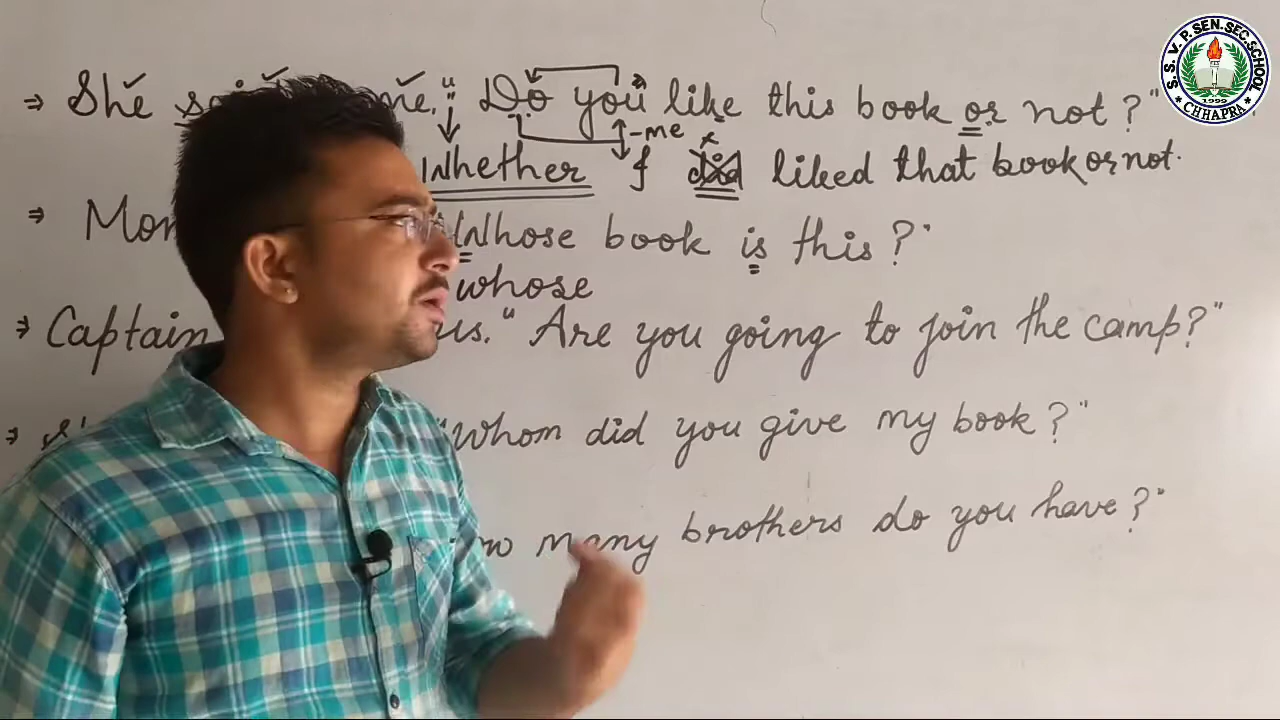 ⇒ She me, " Do you like this book or not ? "
- me
Whether I did liked that book or not.
⇒ Whose book is this ? "
whose
⇒ Captain us. " Are you going to join the camp? "
⇒ "Whom did you give my book ? "
many brothers do you have ? "
S. S. V. P. SEN. SEC. SCHOOL
1999
★ CHHAPRA ★